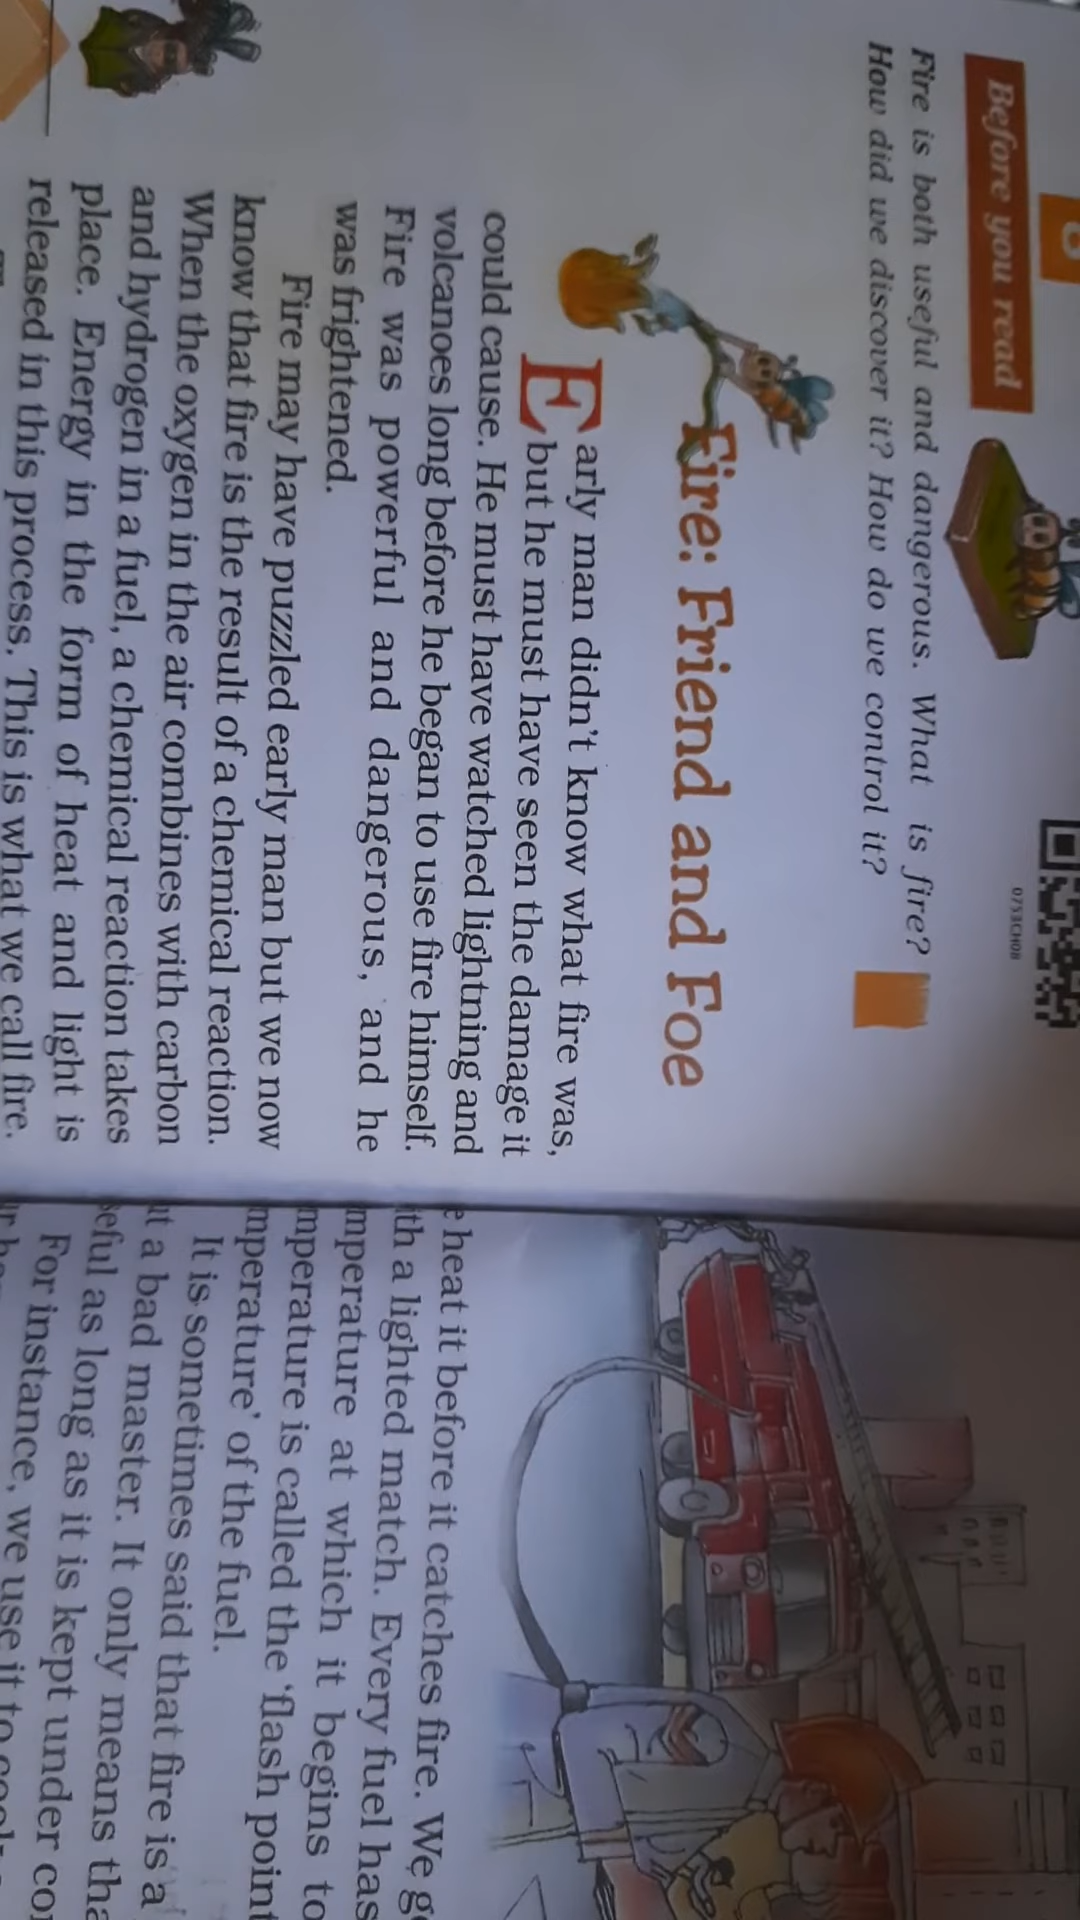 Before you read
Fire is both useful and dangerous. What is fire?
How did we discover it? How do we control it?
0753CH08
Fire: Friend and Foe
Early man didn't know what fire was,
but he must have seen the damage it
could cause. He must have watched lightning and
volcanoes long before he began to use fire himself.
Fire was powerful and dangerous, and he
was frightened.
Fire may have puzzled early man but we now
know that fire is the result of a chemical reaction.
When the oxygen in the air combines with carbon
and hydrogen in a fuel, a chemical reaction takes
place. Energy in the form of heat and light is
released in this process. This is what we call fire.
heat it before it catches fire. We
a lighted match. Every fuel has
at which it begins to
is called the 'flash point
of the fuel.
It is sometimes said that fire is a
a bad master. It only means
as long as it is kept under
For instance, we use it to